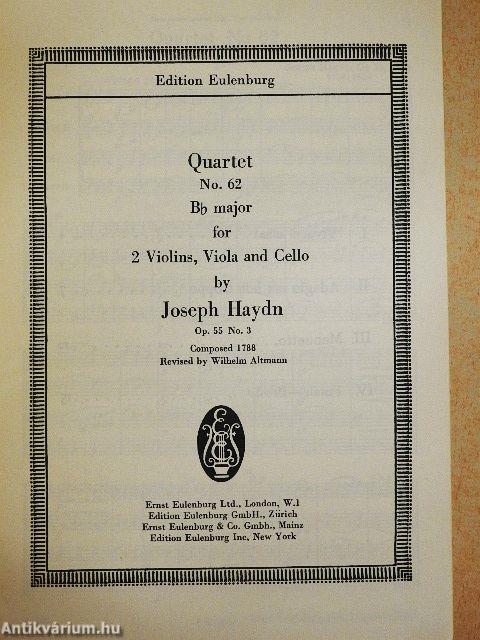 Edition Eulenburg
Quartet
No. 62
B♭ major
for
2 Violins, Viola and Cello
by
Joseph Haydn
Op. 55 No. 3
Composed 1788
Revised by Wilhelm Altmann
Ernst Eulenburg Ltd., London, W.1
Edition Eulenburg GmbH., Zürich
Ernst Eulenburg & Co. Gmbh., Mainz
Edition Eulenburg Inc, New York
Antikvárium.hu